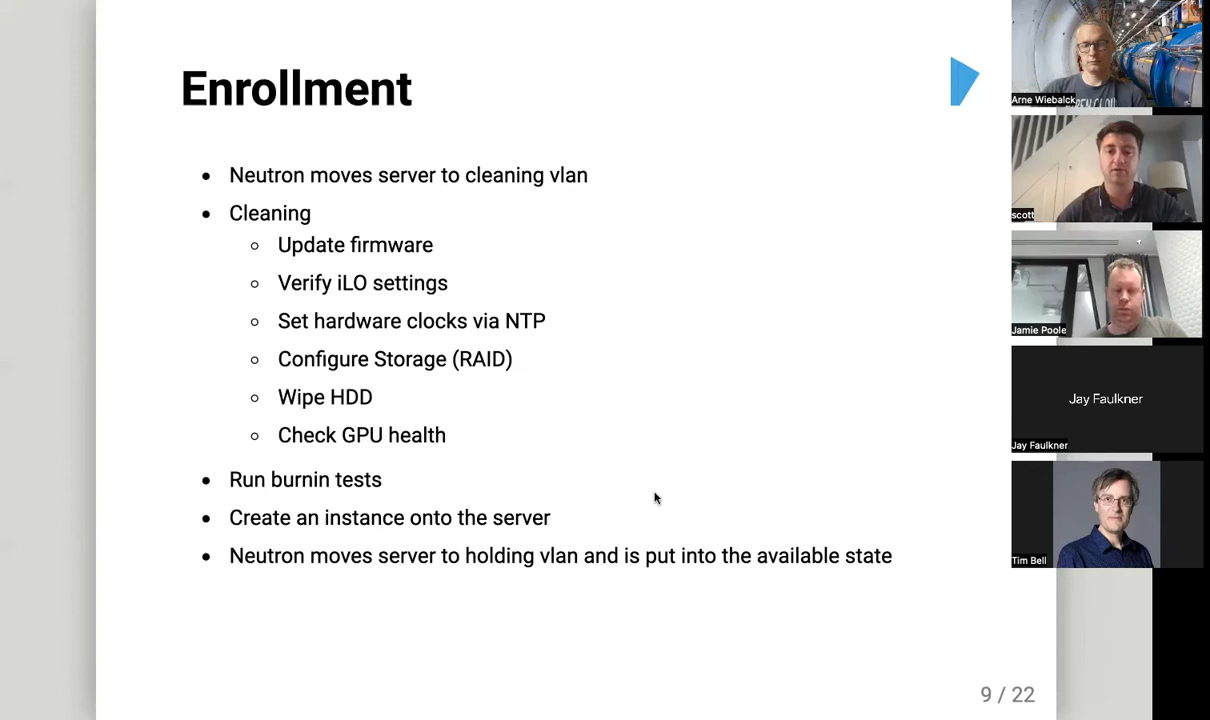 Enrollment
Neutron moves server to cleaning vlan
Cleaning
Update firmware
Verify iLO settings
Set hardware clocks via NTP
Configure Storage (RAID)
Wipe HDD
Check GPU health
Run burnin tests
Create an instance onto the server
Neutron moves server to holding vlan and is put into the available state
9 / 22
Arne Wiebalck
scott
Jamie Poole
Jay Faulkner
Jay Faulkner
Tim Bell